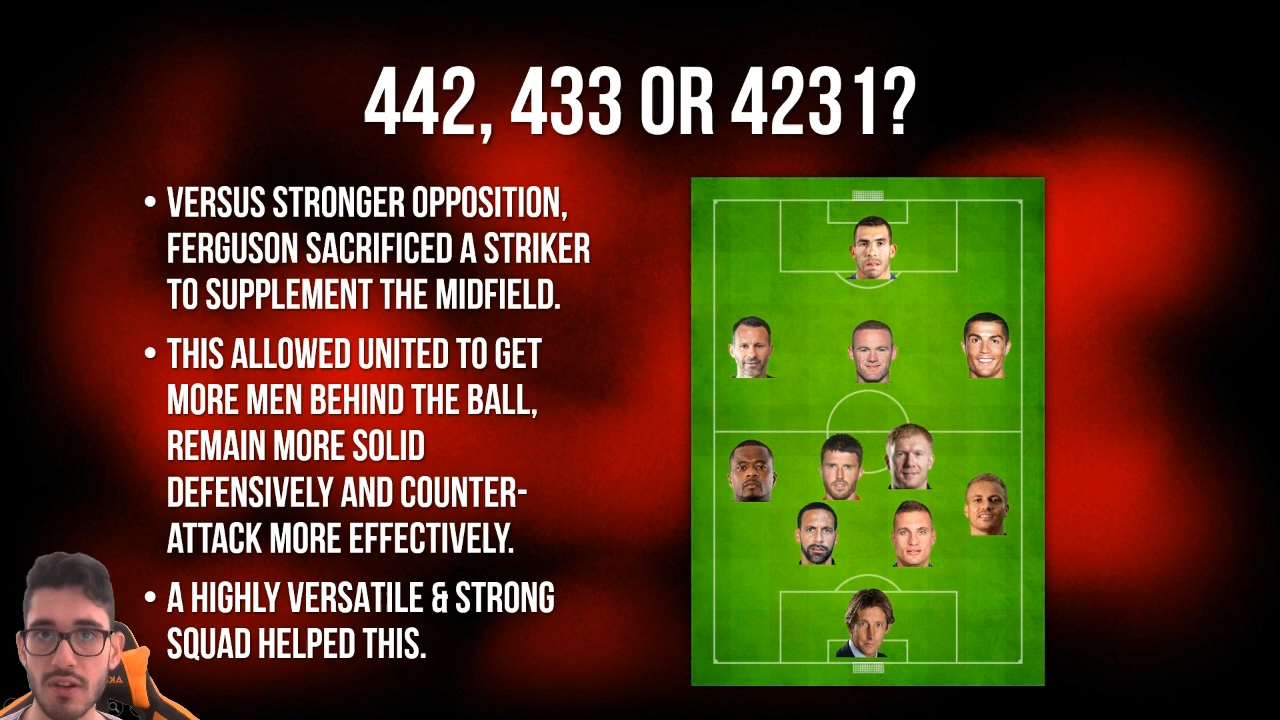 442, 433 OR 4231?
• VERSUS STRONGER OPPOSITION,
FERGUSON SACRIFICED A STRIKER
TO SUPPLEMENT THE MIDFIELD.
• THIS ALLOWED UNITED TO GET
MORE MEN BEHIND THE BALL,
REMAIN MORE SOLID
DEFENSIVELY AND COUNTER-
ATTACK MORE EFFECTIVELY.
• A HIGHLY VERSATILE & STRONG
SQUAD HELPED THIS.